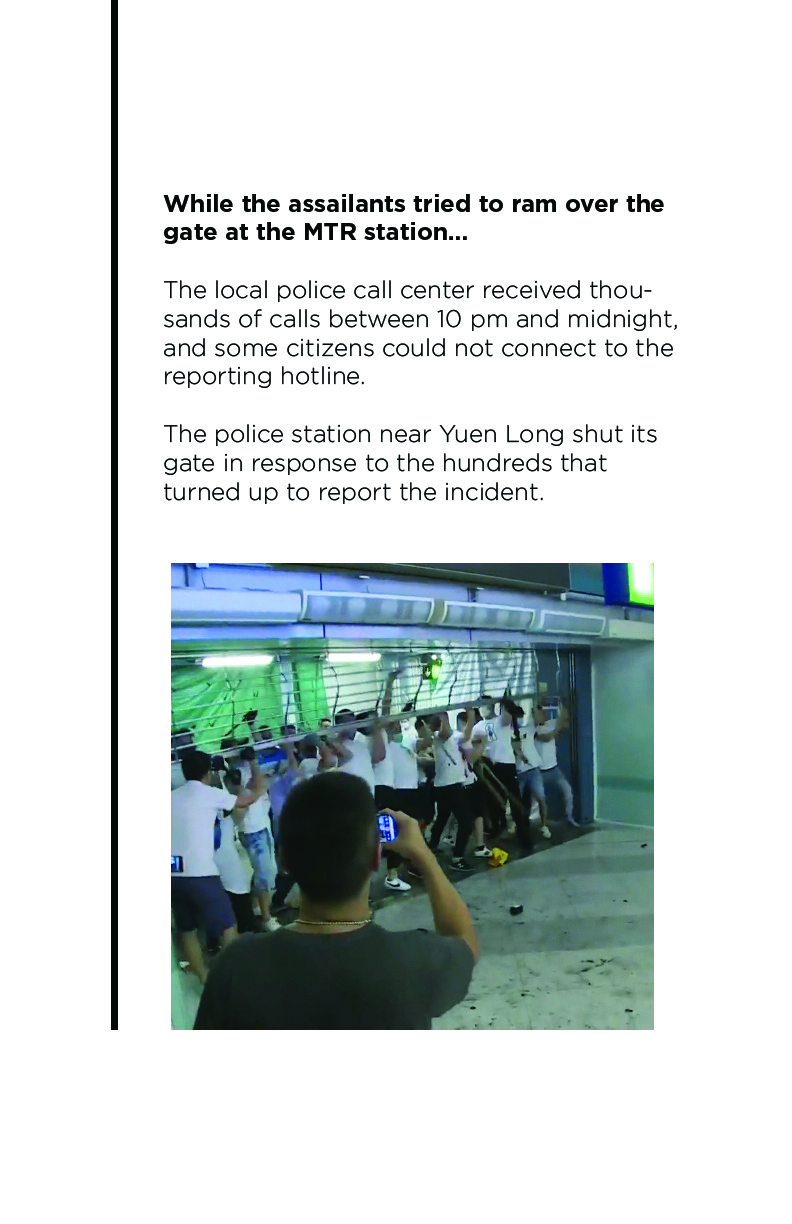 While the assailants tried to ram over the
gate at the MTR station...
The local police call center received thou-
sands of calls between 10 pm and midnight,
and some citizens could not connect to the
reporting hotline.
The police station near Yuen Long shut its
gate in response to the hundreds that
turned up to report the incident.